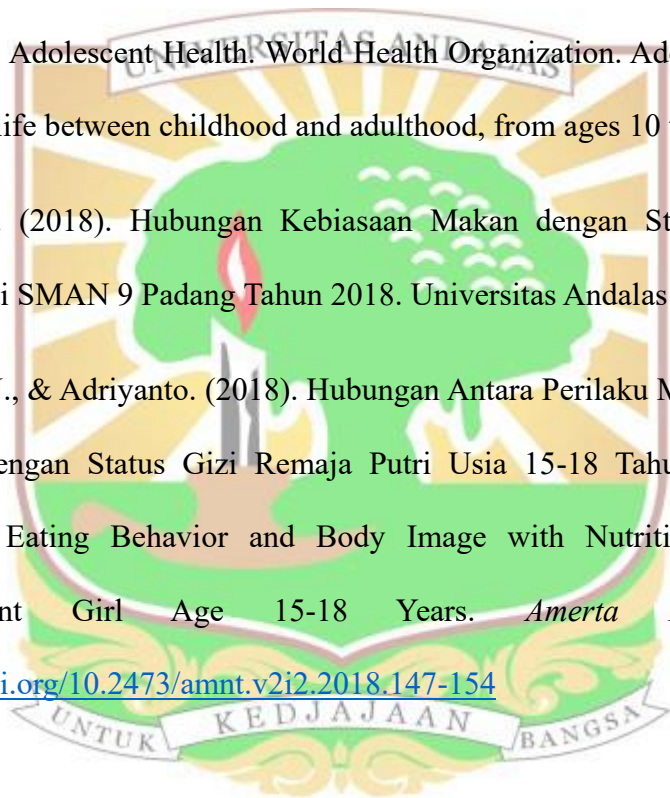 UNIVERSITAS ANDALAS
Adolescent Health. World Health Organization. Ad
life between childhood and adulthood, from ages 10
(2018). Hubungan Kebiasaan Makan dengan St
i SMAN 9 Padang Tahun 2018. Universitas Andalas
., & Adriyanto. (2018). Hubungan Antara Perilaku M
engan Status Gizi Remaja Putri Usia 15-18 Tahu
Eating Behavior and Body Image with Nutriti
nt Girl Age 15-18 Years. Amerta
i.org/10.2473/amnt.v2i2.2018.147-154
UNTUK KEDJAJAAN BANGSA